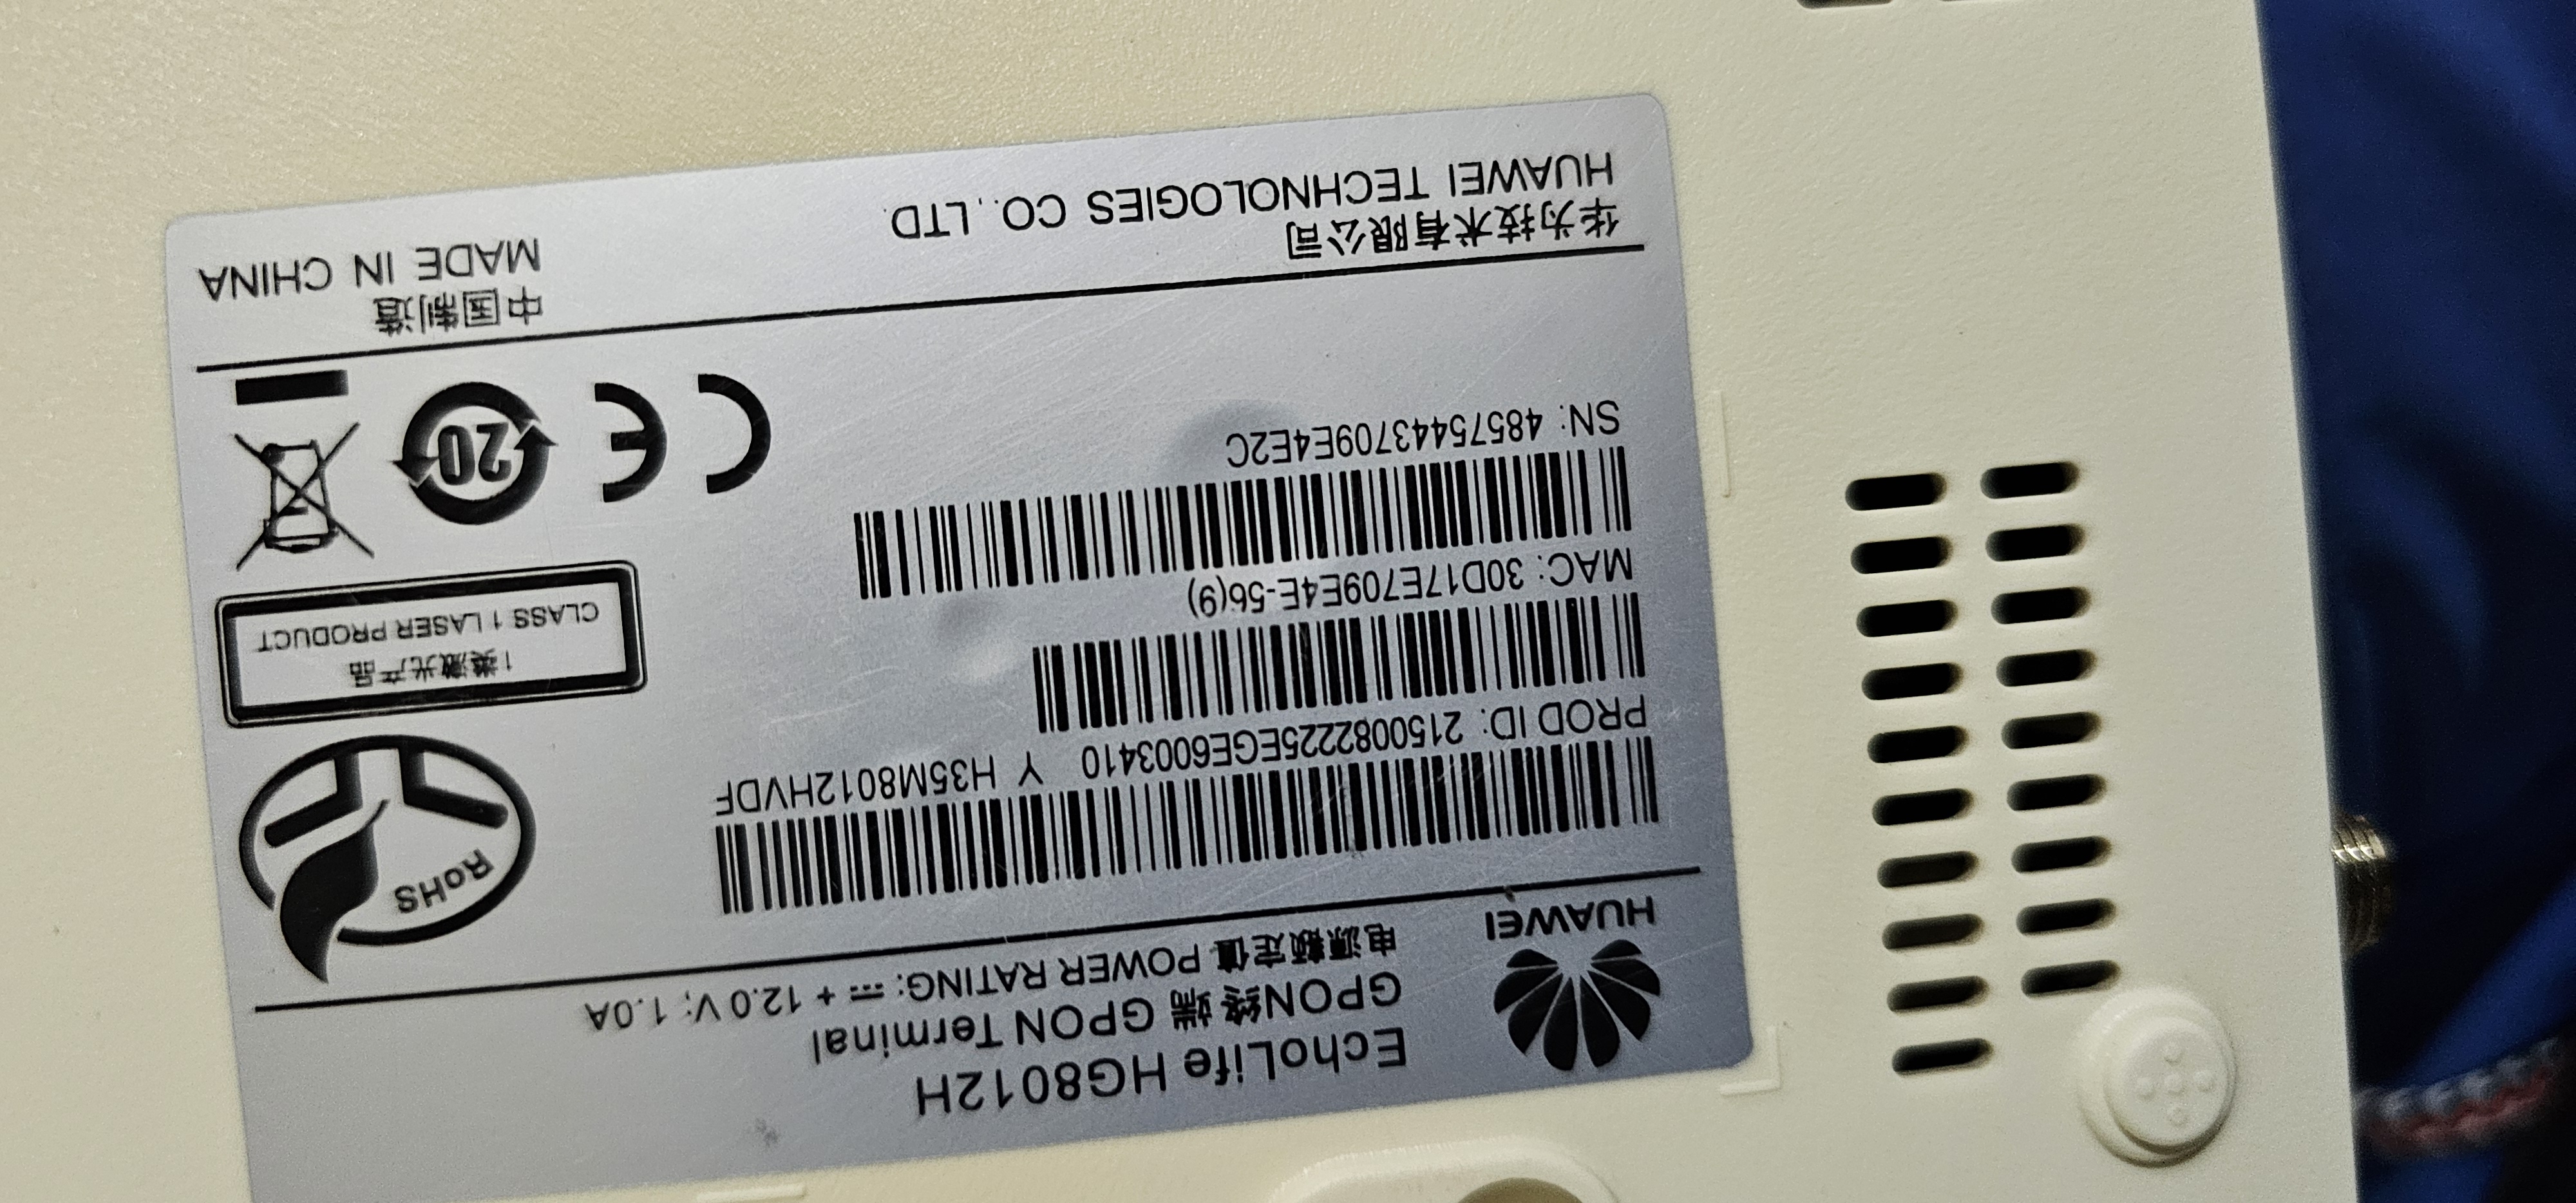 EchoLife HG8012H
GPON终端 GPON Terminal
电源额定值 POWER RATING: ⎓ + 12.0 V; 1.0A
HUAWEI
PROD ID: 2150082225EGE6003410 Y H35M8012HVDF
MAC: 30D17E709E4E-56(9)
SN: 48575443709E4E2C
RoHS
1类激光产品
CLASS 1 LASER PRODUCT
20
CE
华为技术有限公司
HUAWEI TECHNOLOGIES CO., LTD.
中国制造
MADE IN CHINA